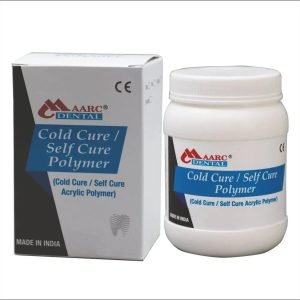 CE
MAARC®
DENTAL
Cold Cure /
Self Cure
Polymer
(Cold Cure / Self Cure
Acrylic Polymer)
MADE IN INDIA
MAARC®
DENTAL
CE
Cold Cure / Self Cure
Polymer
(Cold Cure / Self Cure Acrylic Polymer)
MADE IN INDIA